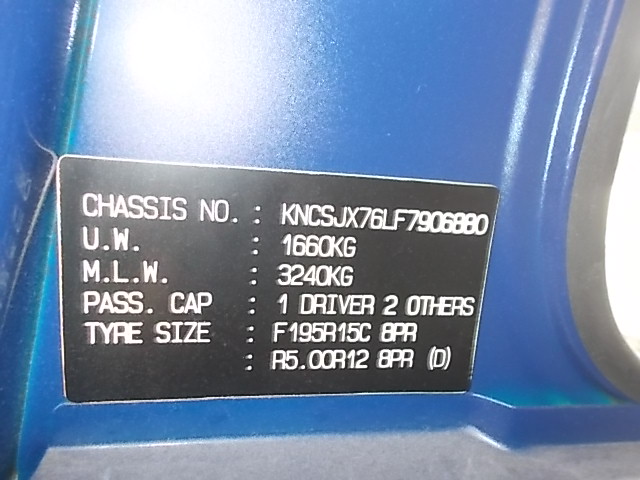 CHASSIS NO. : KNCSJX76LF7906880
U.W. : 1660KG
M.L.W. : 3240KG
PASS. CAP : 1 DRIVER 2 OTHERS
TYRE SIZE : F195R15C 8PR
: R5.00R12 8PR (D)